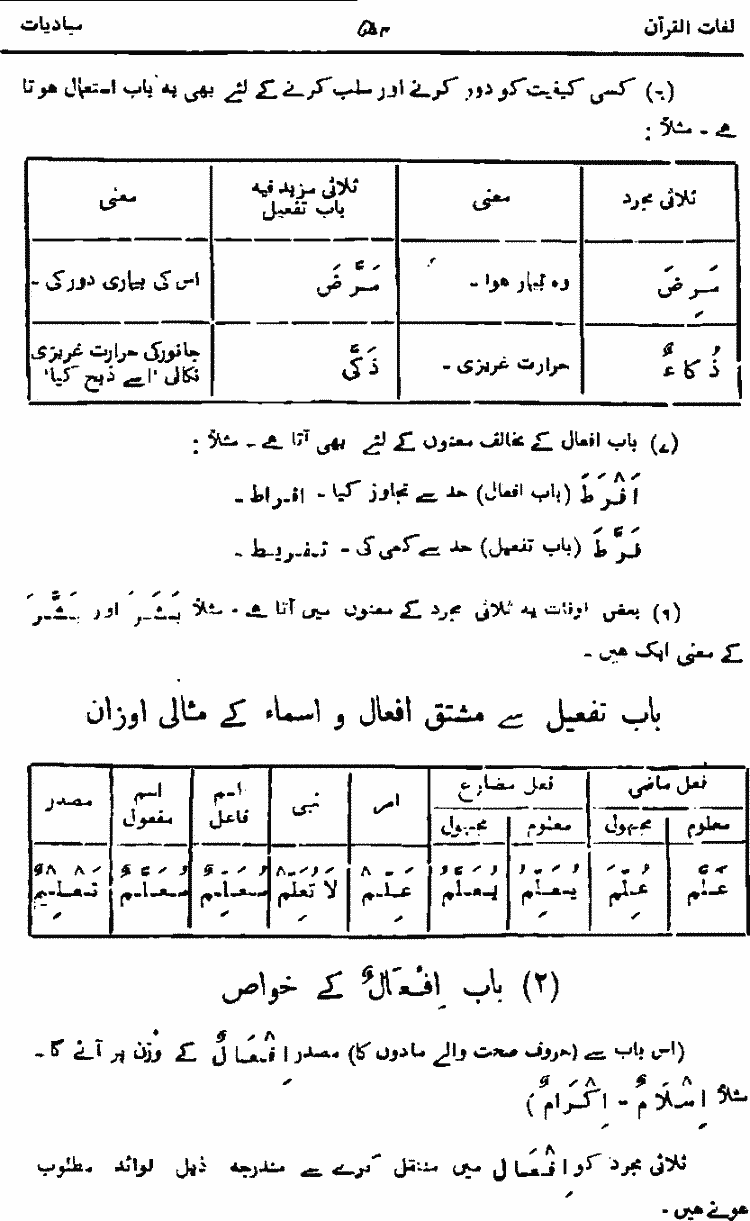 لغات القرآن مبادیات
کسی کیفیت کو دور کرنے اور سلب کرنے کے لئے بھی یہ باب استعمال ہوتا
ہے ۔ مثلاً :
ثلاثی مجرد معنی ثلاثی مزید فیہ معنی
باب تفعیل
مَرِضَ وہ بیمار ہوا ۔ مَرَّضَ اس کی بیماری دور کی ۔
ذُکَاءٌ حرارت غریزی ۔ ذَکّٰی جانور کی حرارت غریزی
نکالی 'اسے ذبح کیا'
(۷) باب افعال کے مخالف معنوں کے لئے بھی آتا ہے ۔ مثلاً :
اَفْرَطَ (باب افعال) حد سے تجاوز کیا ۔ افراط ۔
فَرَّطَ (باب تفعیل) حد سے کمی کی ۔ تفریط ۔
بعض اوقات یہ ثلاثی مجرد کے معنوں میں آتا ہے ۔ مثلاً بَشَرَ اور بَشَّرَ
کے معنی ایک ہیں ۔
باب تفعیل سے مشتق افعال و اسماء کے مثالی اوزان
فعل ماضی فعل مضارع امر نہی اسم فاعل اسم مفعول مصدر
معلوم مجہول معلوم مجہول
عَلَّمَ عُلِّمَ یُعَلِّمُ یُعَلَّمُ عَلِّمْ لَا تُعَلِّمْ مُعَلِّمٌ مُعَلَّمٌ تَعْلِیْمٌ
(۲) باب اِفْعَالٌ کے خواص
(اس باب سے (حروف صحت والے مادوں کا) مصدر اِفْعَالٌ کے وزن پر آئے گا ۔
مثلاً اِسْلَامٌ - اِکْرَامٌ)
ثلاثی مجرد کو اِفْعَال میں منتقل کرنے سے مندرجہ ذیل فوائد مطلوب
ہوتے ہیں ۔